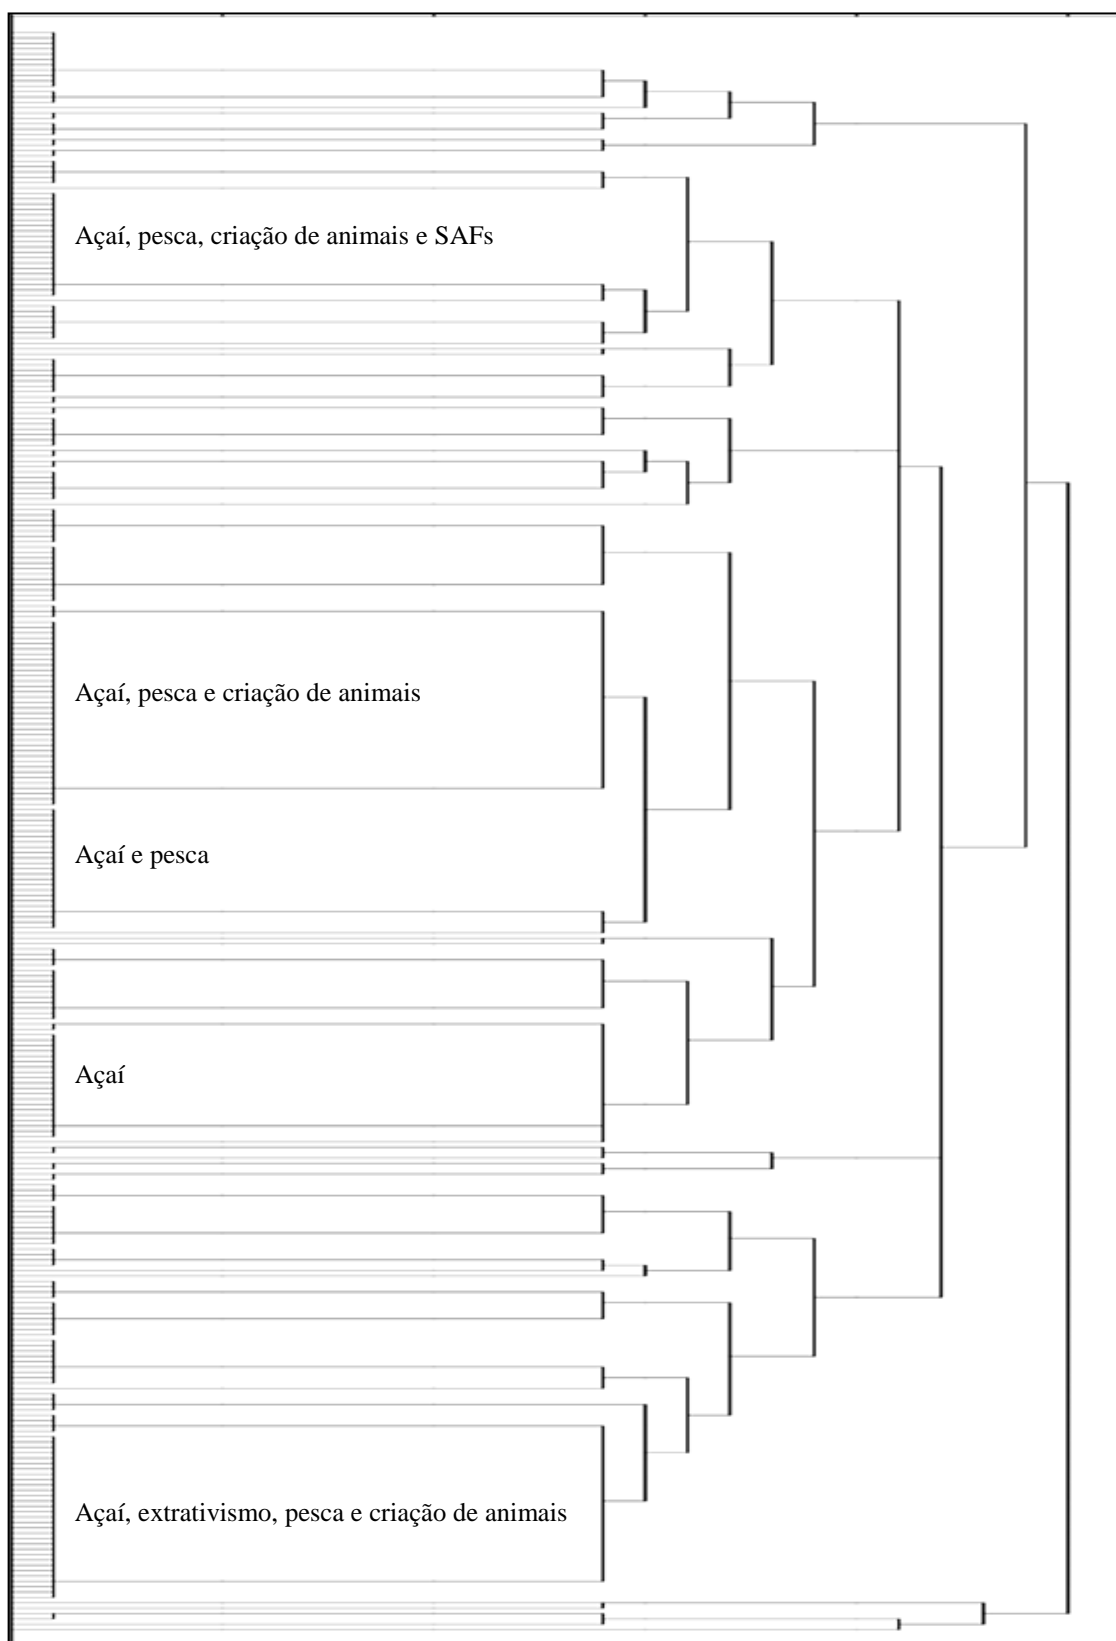 Açaí, pesca, criação de animais e SAFs
Açaí, pesca e criação de animais
Açaí e pesca
Açaí
Açaí, extrativismo, pesca e criação de animais